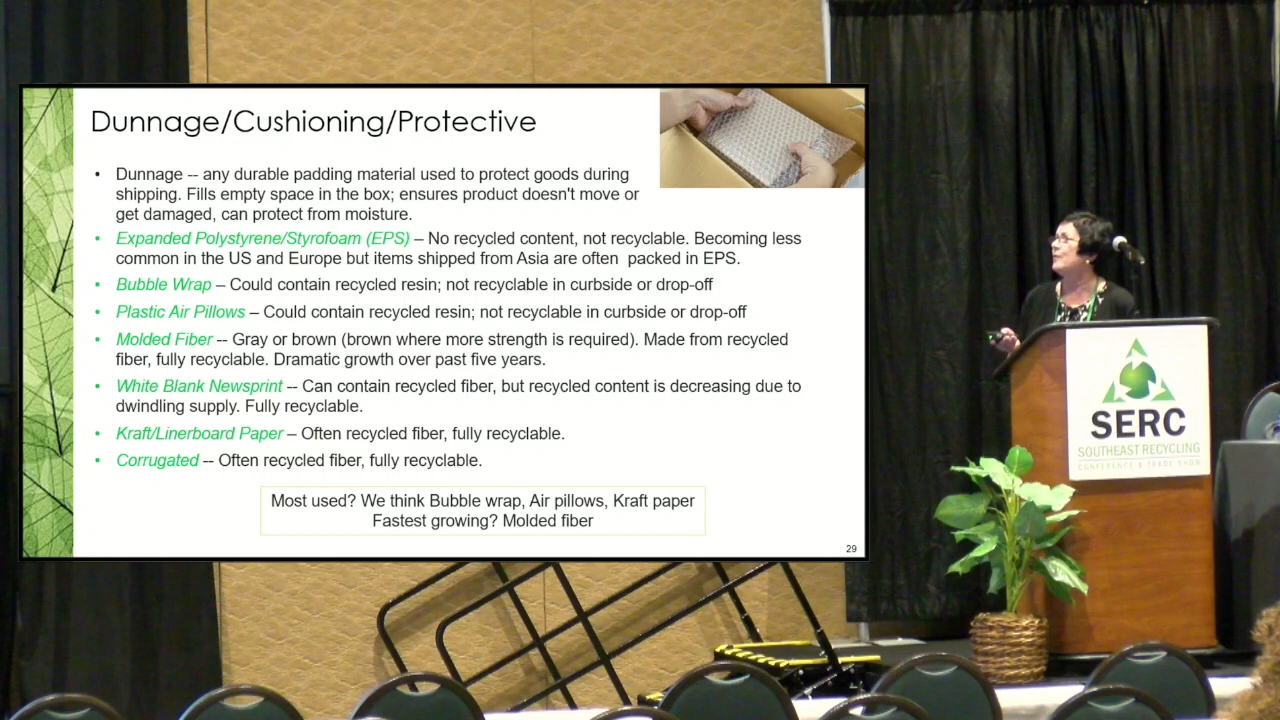 Dunnage/Cushioning/Protective
• Dunnage -- any durable padding material used to protect goods during
shipping. Fills empty space in the box; ensures product doesn't move or
get damaged, can protect from moisture.
• Expanded Polystyrene/Styrofoam (EPS) – No recycled content, not recyclable. Becoming less
common in the US and Europe but items shipped from Asia are often packed in EPS.
• Bubble Wrap – Could contain recycled resin; not recyclable in curbside or drop-off
• Plastic Air Pillows – Could contain recycled resin; not recyclable in curbside or drop-off
• Molded Fiber -- Gray or brown (brown where more strength is required). Made from recycled
fiber, fully recyclable. Dramatic growth over past five years.
• White Blank Newsprint -- Can contain recycled fiber, but recycled content is decreasing due to
dwindling supply. Fully recyclable.
• Kraft/Linerboard Paper – Often recycled fiber, fully recyclable.
• Corrugated -- Often recycled fiber, fully recyclable.
Most used? We think Bubble wrap, Air pillows, Kraft paper
Fastest growing? Molded fiber
29
SERC
SOUTHEAST RECYCLING
CONFERENCE & TRADE SHOW